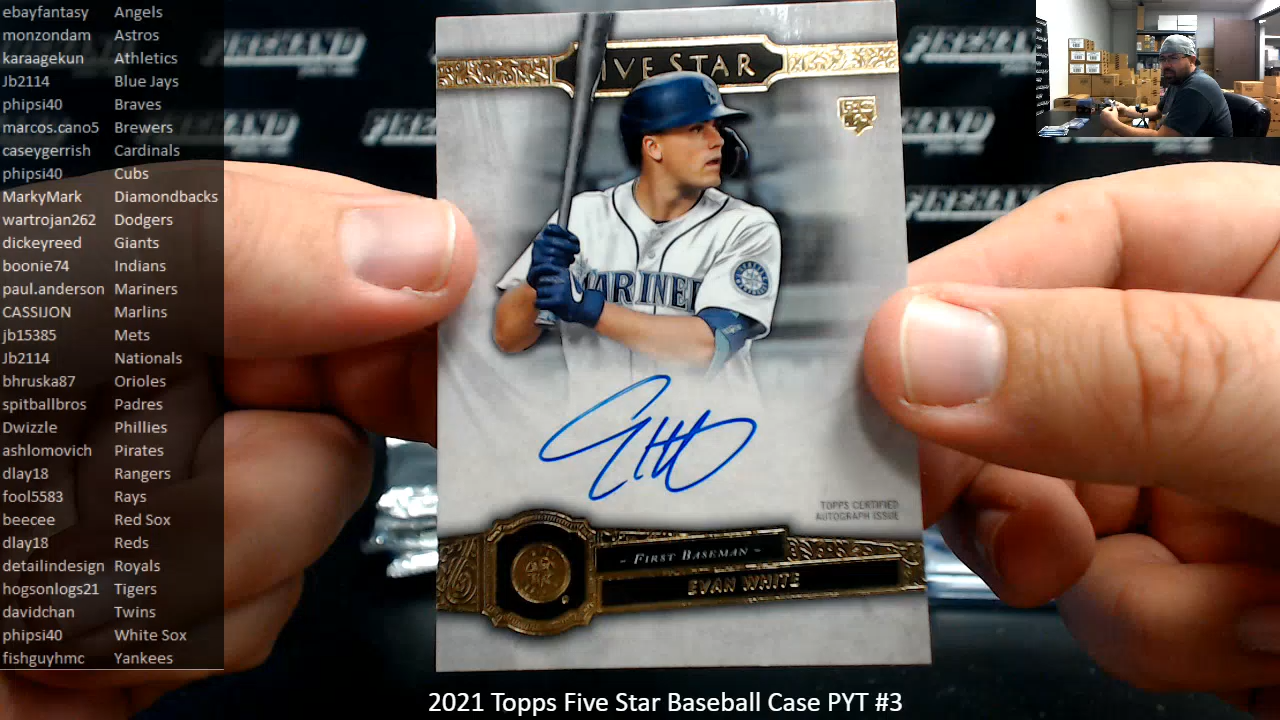 ebayfantasy Angels
monzondam Astros
karaagekun Athletics
Jb2114 Blue Jays
phipsi40 Braves
marcos.cano5 Brewers
caseygerrish Cardinals
phipsi40 Cubs
MarkyMark Diamondbacks
wartrojan262 Dodgers
dickeyreed Giants
boonie74 Indians
paul.anderson Mariners
CASSIJON Marlins
jb15385 Mets
Jb2114 Nationals
bhruska87 Orioles
spitballbros Padres
Dwizzle Phillies
ashlomovich Pirates
dlay18 Rangers
fool5583 Rays
beecee Red Sox
dlay18 Reds
detailindesign Royals
hogsonlogs21 Tigers
davidchan Twins
phipsi40 White Sox
fishguyhmc Yankees
FIREHAND
FIREHAND
FIREHAND
FIVE STAR
MARINER
TOPPS CERTIFIED
AUTOGRAPH ISSUE
~ FIRST BASEMAN ~
EVAN WHITE
2021 Topps Five Star Baseball Case PYT #3